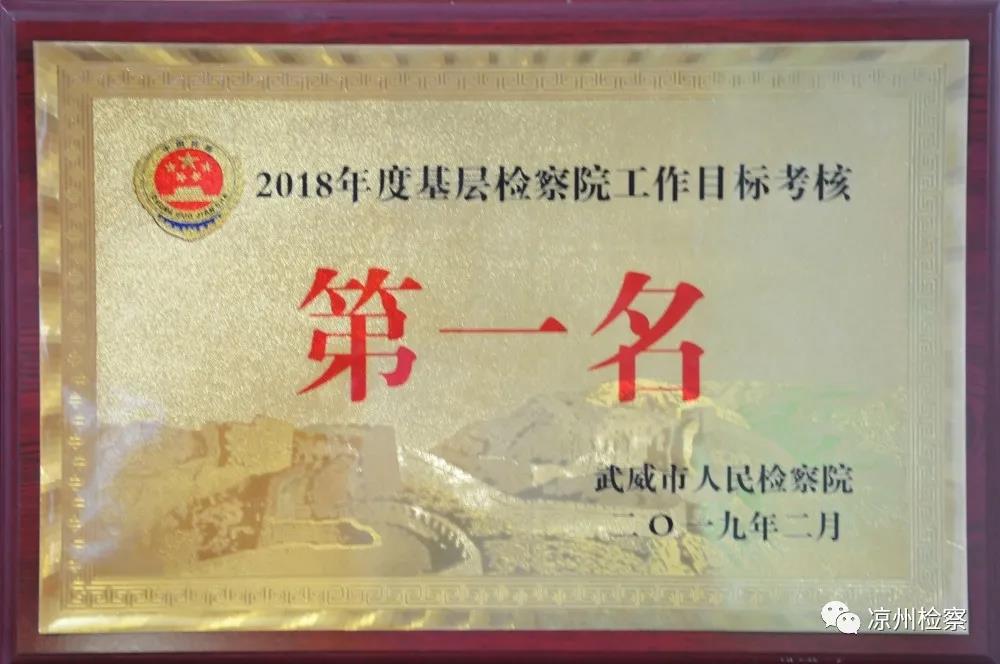 2018年度基层检察院工作目标考核
第一名
武威市人民检察院
二〇一九年二月
凉州检察